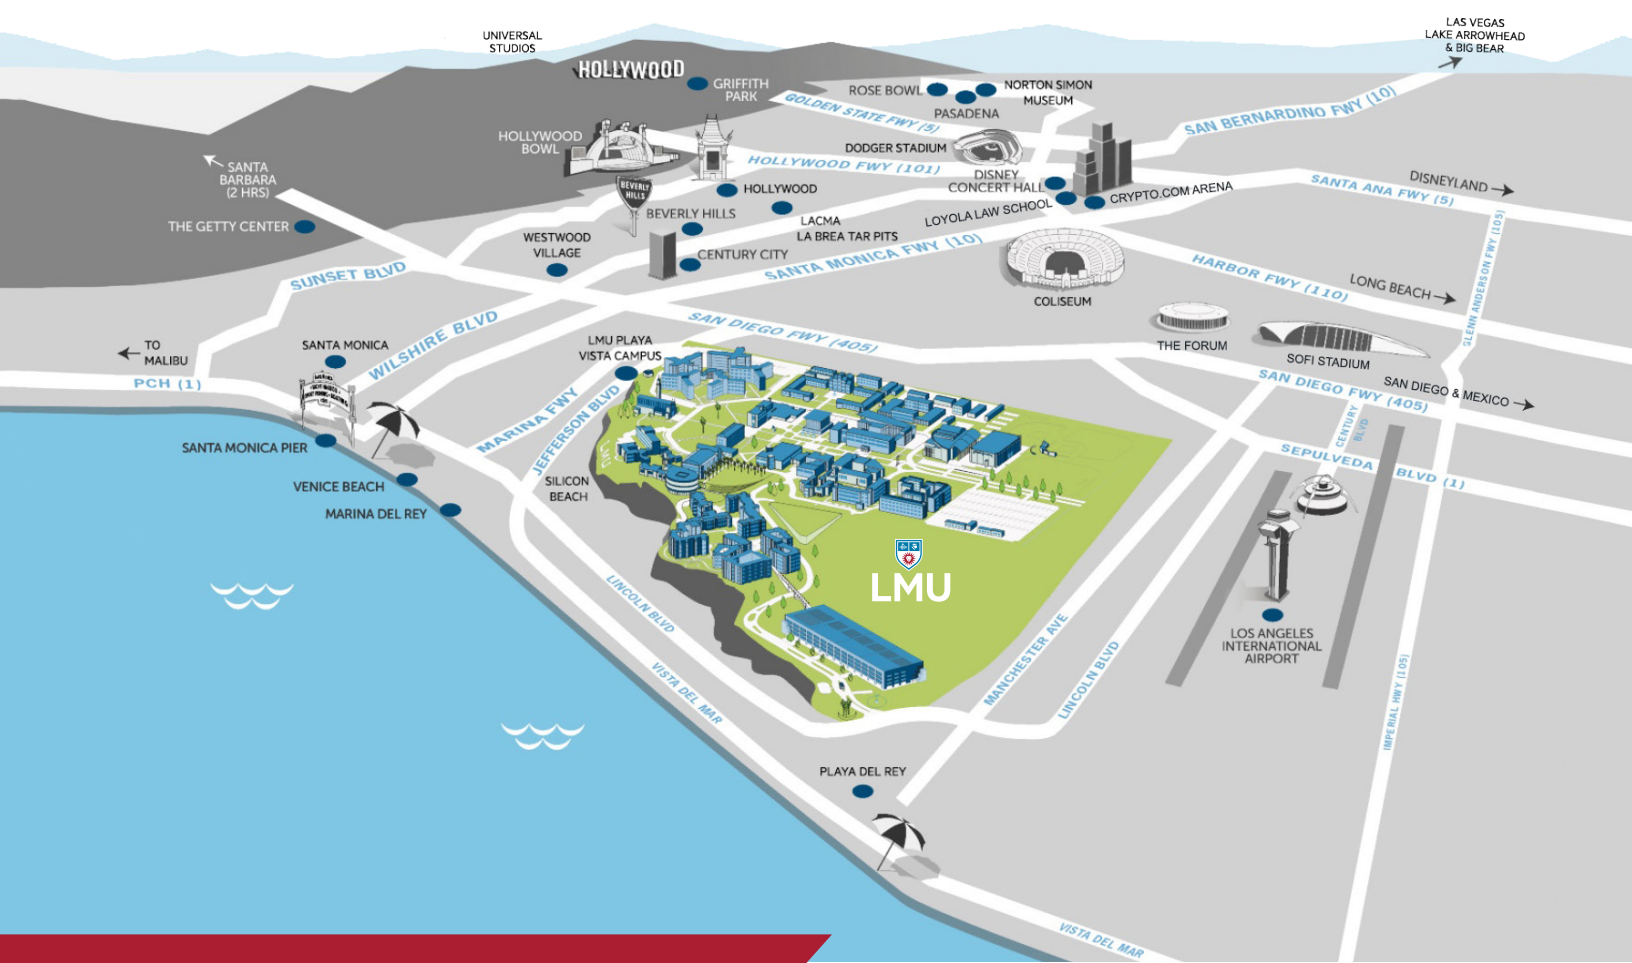 UNIVERSAL
STUDIOS
LAS VEGAS
LAKE ARROWHEAD
& BIG BEAR
HOLLYWOOD
GRIFFITH
PARK
ROSE BOWL
NORTON SIMON
MUSEUM
PASADENA
GOLDEN STATE FWY (5)
SAN BERNARDINO FWY (10)
HOLLYWOOD
BOWL
DODGER STADIUM
HOLLYWOOD FWY (101)
SANTA
BARBARA
(2 HRS)
DISNEY
CONCERT HALL
BEVERLY
HILLS
HOLLYWOOD
CRYPTO.COM ARENA
SANTA ANA FWY (5)
DISNEYLAND
LOYOLA LAW SCHOOL
BEVERLY HILLS
LACMA
LA BREA TAR PITS
THE GETTY CENTER
WESTWOOD
VILLAGE
CENTURY CITY
SANTA MONICA FWY (10)
SUNSET BLVD
HARBOR FWY (110)
LONG BEACH
GLENN ANDERSON FWY (105)
COLISEUM
WILSHIRE BLVD
SAN DIEGO FWY (405)
TO
MALIBU
SANTA MONICA
LMU PLAYA
VISTA CAMPUS
THE FORUM
SOFI STADIUM
PCH (1)
SAN DIEGO FWY (405)
SAN DIEGO & MEXICO
MARINA FWY
JEFFERSON BLVD
CENTURY
BLVD
SANTA MONICA PIER
LMU
SEPULVEDA BLVD (1)
VENICE BEACH
SILICON
BEACH
MARINA DEL REY
LMU
LINCOLN BLVD
LOS ANGELES
INTERNATIONAL
AIRPORT
MANCHESTER AVE
LINCOLN BLVD
VISTA DEL MAR
IMPERIAL HWY (105)
PLAYA DEL REY
VISTA DEL MAR